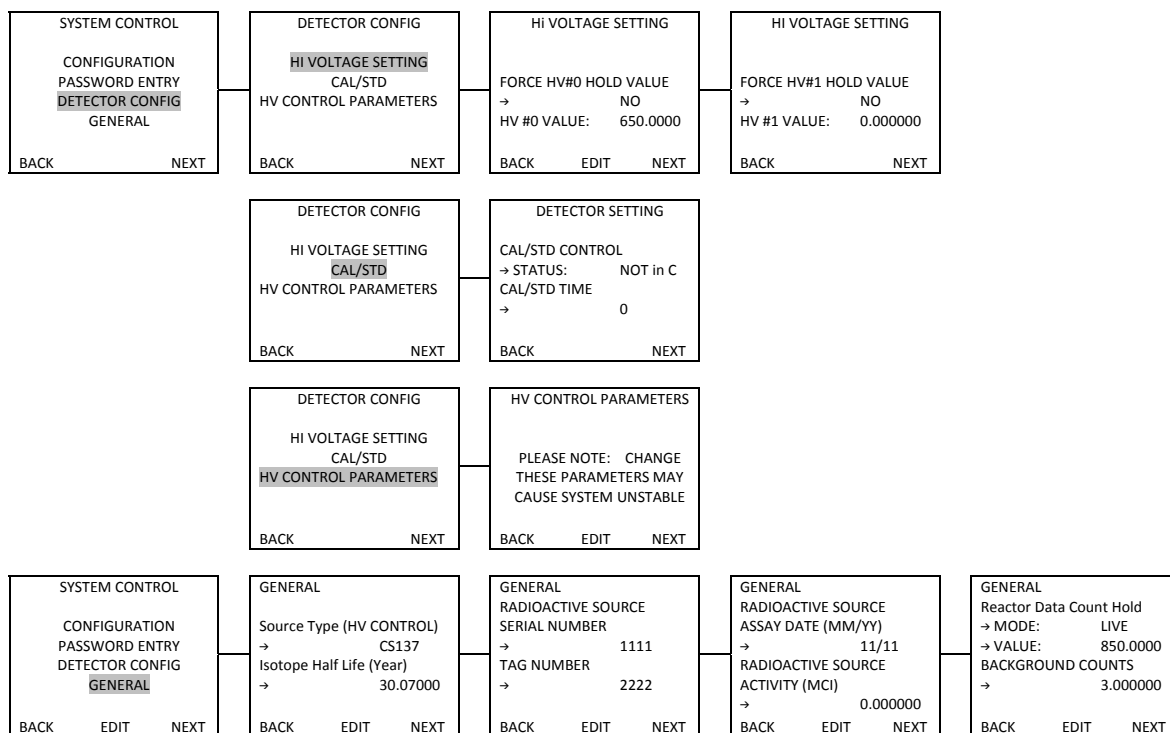 SYSTEM CONTROL
CONFIGURATION
PASSWORD ENTRY
DETECTOR CONFIG
GENERAL
BACK NEXT
DETECTOR CONFIG
HI VOLTAGE SETTING
CAL/STD
HV CONTROL PARAMETERS
BACK NEXT
Hi VOLTAGE SETTING
FORCE HV#0 HOLD VALUE
→ NO
HV #0 VALUE: 650.0000
BACK EDIT NEXT
HI VOLTAGE SETTING
FORCE HV#1 HOLD VALUE
→ NO
HV #1 VALUE: 0.000000
BACK NEXT
DETECTOR CONFIG
HI VOLTAGE SETTING
CAL/STD
HV CONTROL PARAMETERS
BACK NEXT
DETECTOR SETTING
CAL/STD CONTROL
→ STATUS: NOT in C
CAL/STD TIME
→ 0
BACK NEXT
DETECTOR CONFIG
HI VOLTAGE SETTING
CAL/STD
HV CONTROL PARAMETERS
BACK NEXT
HV CONTROL PARAMETERS
PLEASE NOTE: CHANGE
THESE PARAMETERS MAY
CAUSE SYSTEM UNSTABLE
BACK EDIT NEXT
SYSTEM CONTROL
CONFIGURATION
PASSWORD ENTRY
DETECTOR CONFIG
GENERAL
BACK EDIT NEXT
GENERAL
Source Type (HV CONTROL)
→ CS137
Isotope Half Life (Year)
→ 30.07000
BACK EDIT NEXT
GENERAL
RADIOACTIVE SOURCE
SERIAL NUMBER
→ 1111
TAG NUMBER
→ 2222
BACK EDIT NEXT
GENERAL
RADIOACTIVE SOURCE
ASSAY DATE (MM/YY)
→ 11/11
RADIOACTIVE SOURCE
ACTIVITY (MCI)
→ 0.000000
BACK EDIT NEXT
GENERAL
Reactor Data Count Hold
→ MODE: LIVE
→ VALUE: 850.0000
BACKGROUND COUNTS
→ 3.000000
BACK EDIT NEXT